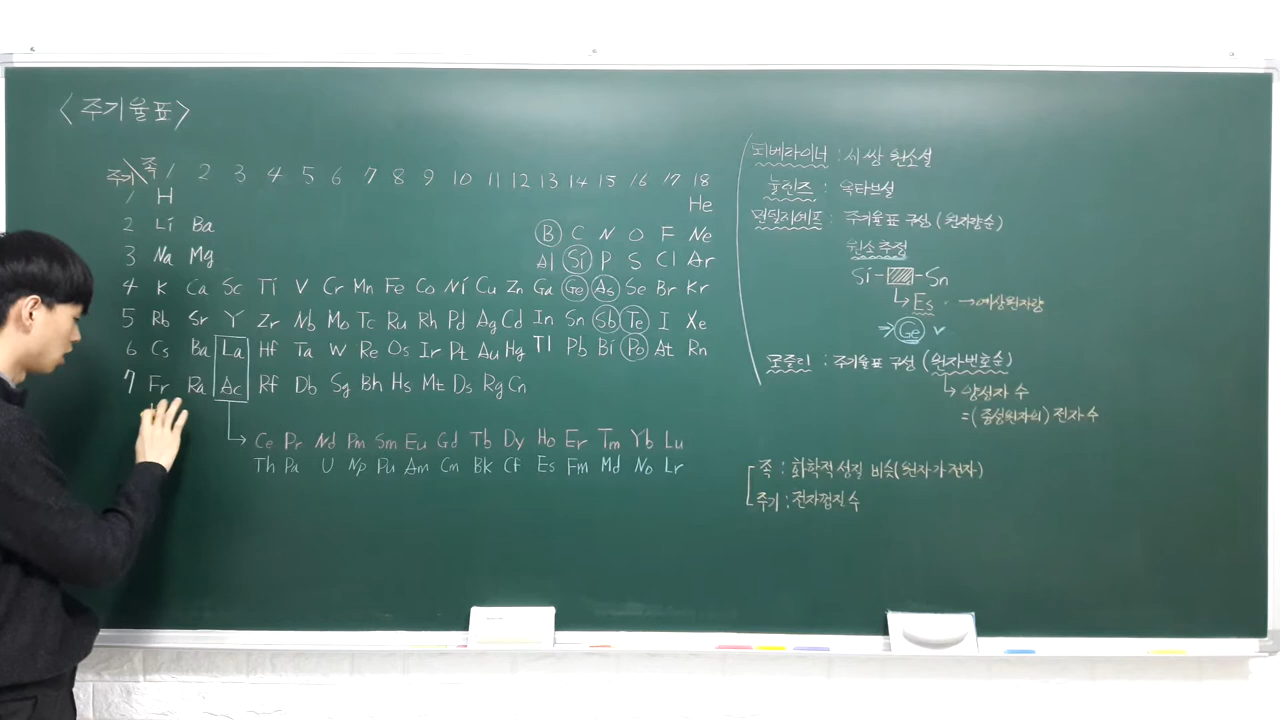 <주기율표>
주기\족 1 2 3 4 5 6 7 8 9 10 11 12 13 14 15 16 17 18
1 H He
2 Li Ba B C N O F Ne
3 Na Mg Al Si P S Cl Ar
4 K Ca Sc Ti V Cr Mn Fe Co Ni Cu Zn Ga Ge As Se Br Kr
5 Rb Sr Y Zr Nb Mo Tc Ru Rh Pd Ag Cd In Sn Sb Te I Xe
6 Cs Ba La Hf Ta W Re Os Ir Pt Au Hg Tl Pb Bi Po At Rn
7 Fr Ra Ac Rf Db Sg Bh Hs Mt Ds Rg Cn
Ce Pr Nd Pm Sm Eu Gd Tb Dy Ho Er Tm Yb Lu
Th Pa U Np Pu Am Cm Bk Cf Es Fm Md No Lr
되베라이너 : 세 쌍 원소설
뉼린즈 : 옥타브설
멘델레예프 : 주기율표 구성 (원자량순)
원소 추정
Si - - Sn
Es → 예상원자량
Ge
모즐리 : 주기율표 구성 (원자번호순)
양성자 수
= (중성원자의) 전자 수
족 : 화학적 성질 비슷 (원자가 전자)
주기 : 전자껍질 수